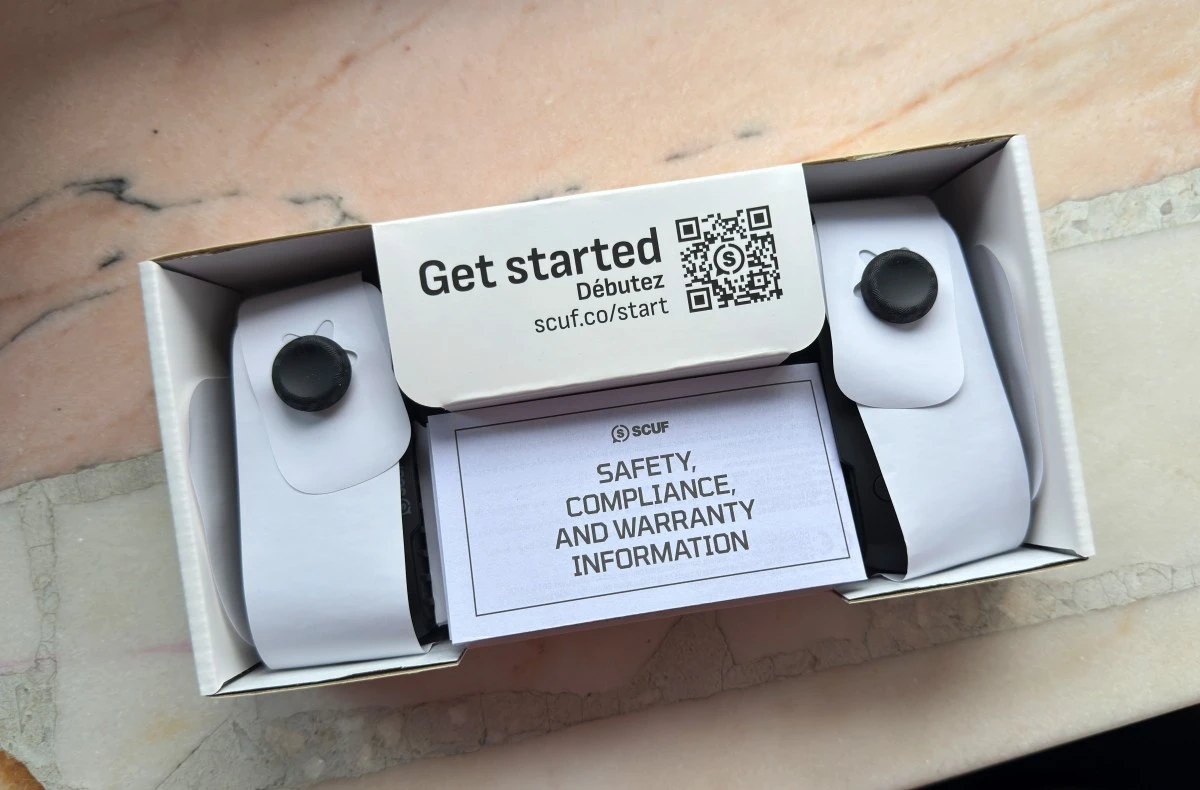 Get started
Débutez
scuf.co/start
SCUF
SAFETY,
COMPLIANCE,
AND WARRANTY
INFORMATION